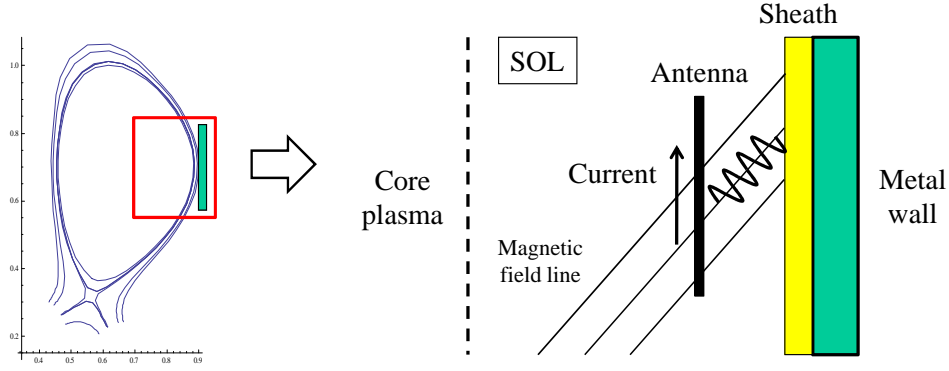 1.0
0.8
0.6
0.4
0.2
0.4
0.5
0.6
0.7
0.8
0.9
Sheath
SOL
Antenna
Current
Core
plasma
Magnetic
field line
Metal
wall